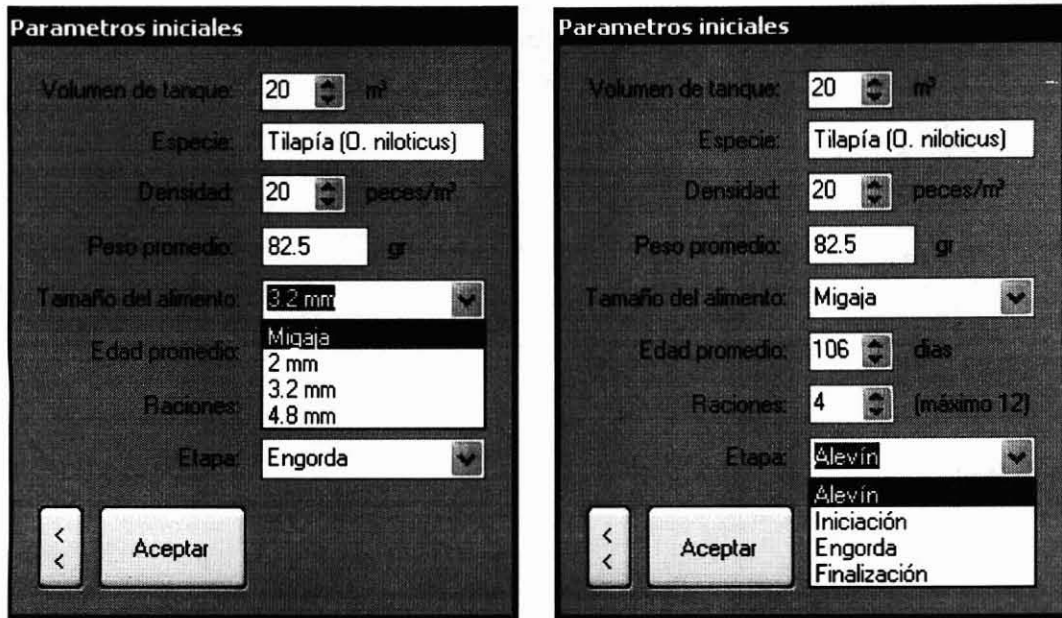 Parametros iniciales
Volumen de tanque: 20 m³
Especie: Tilapía (O. niloticus)
Densidad: 20 peces/m³
Peso promedio: 82.5 gr
Tamaño del alimento: 3.2 mm
Migaja
Edad promedio:
2 mm
3.2 mm
Raciones:
4.8 mm
Etapa: Engorda
< <
Aceptar
Parametros iniciales
Volumen de tanque: 20 m³
Especie: Tilapía (O. niloticus)
Densidad: 20 peces/m³
Peso promedio: 82.5 gr
Tamaño del alimento: Migaja
Edad promedio: 106 dias
Raciones: 4 (máximo 12)
Etapa: Alevín
Alevín
Iniciación
Engorda
Finalización
< <
Aceptar